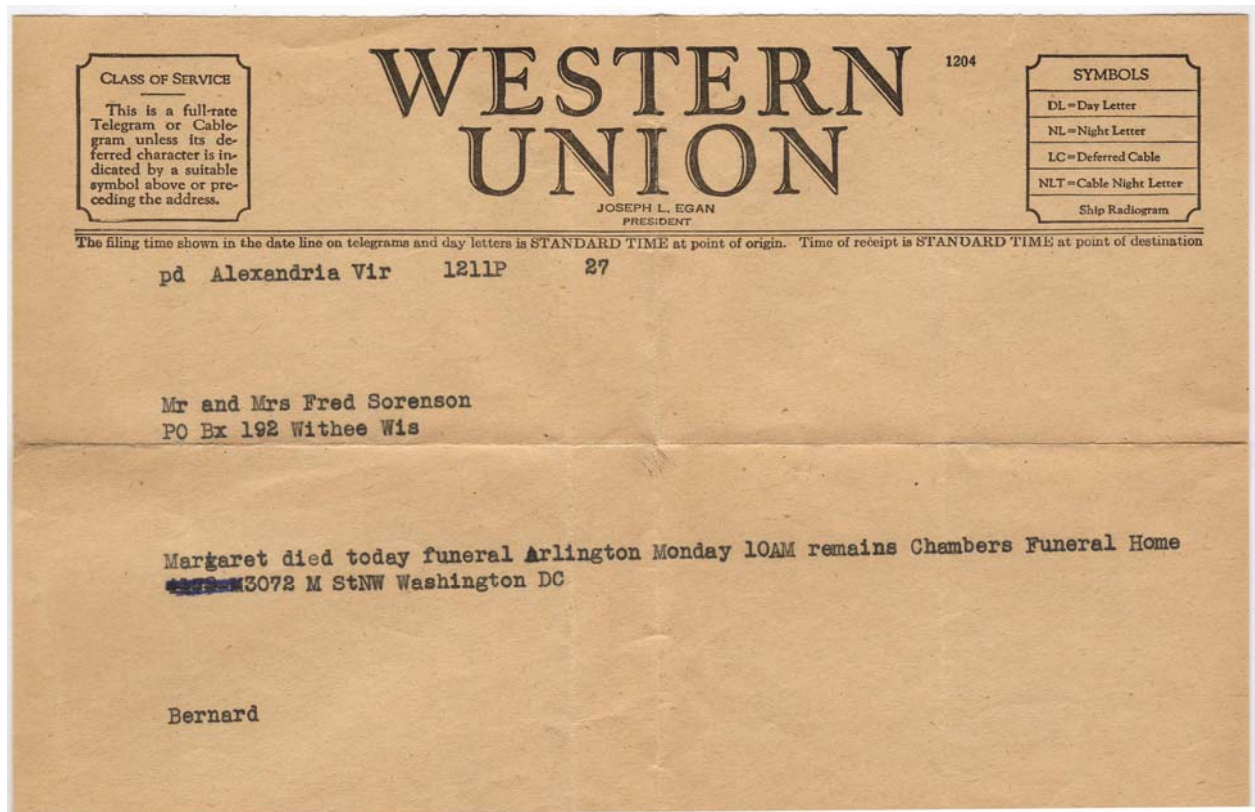 CLASS OF SERVICE
This is a full-rate
Telegram or Cable-
gram unless its de-
ferred character is in-
dicated by a suitable
symbol above or pre-
ceding the address.
WESTERN
UNION
1204
JOSEPH L. EGAN
PRESIDENT
SYMBOLS
DL=Day Letter
NL=Night Letter
LC=Deferred Cable
NLT=Cable Night Letter
Ship Radiogram
The filing time shown in the date line on telegrams and day letters is STANDARD TIME at point of origin. Time of receipt is STANDARD TIME at point of destination
pd Alexandria Vir 1211P 27
Mr and Mrs Fred Sorenson
PO Bx 192 Withee Wis
Margaret died today funeral Arlington Monday 10AM remains Chambers Funeral Home
3072 M StNW Washington DC
Bernard